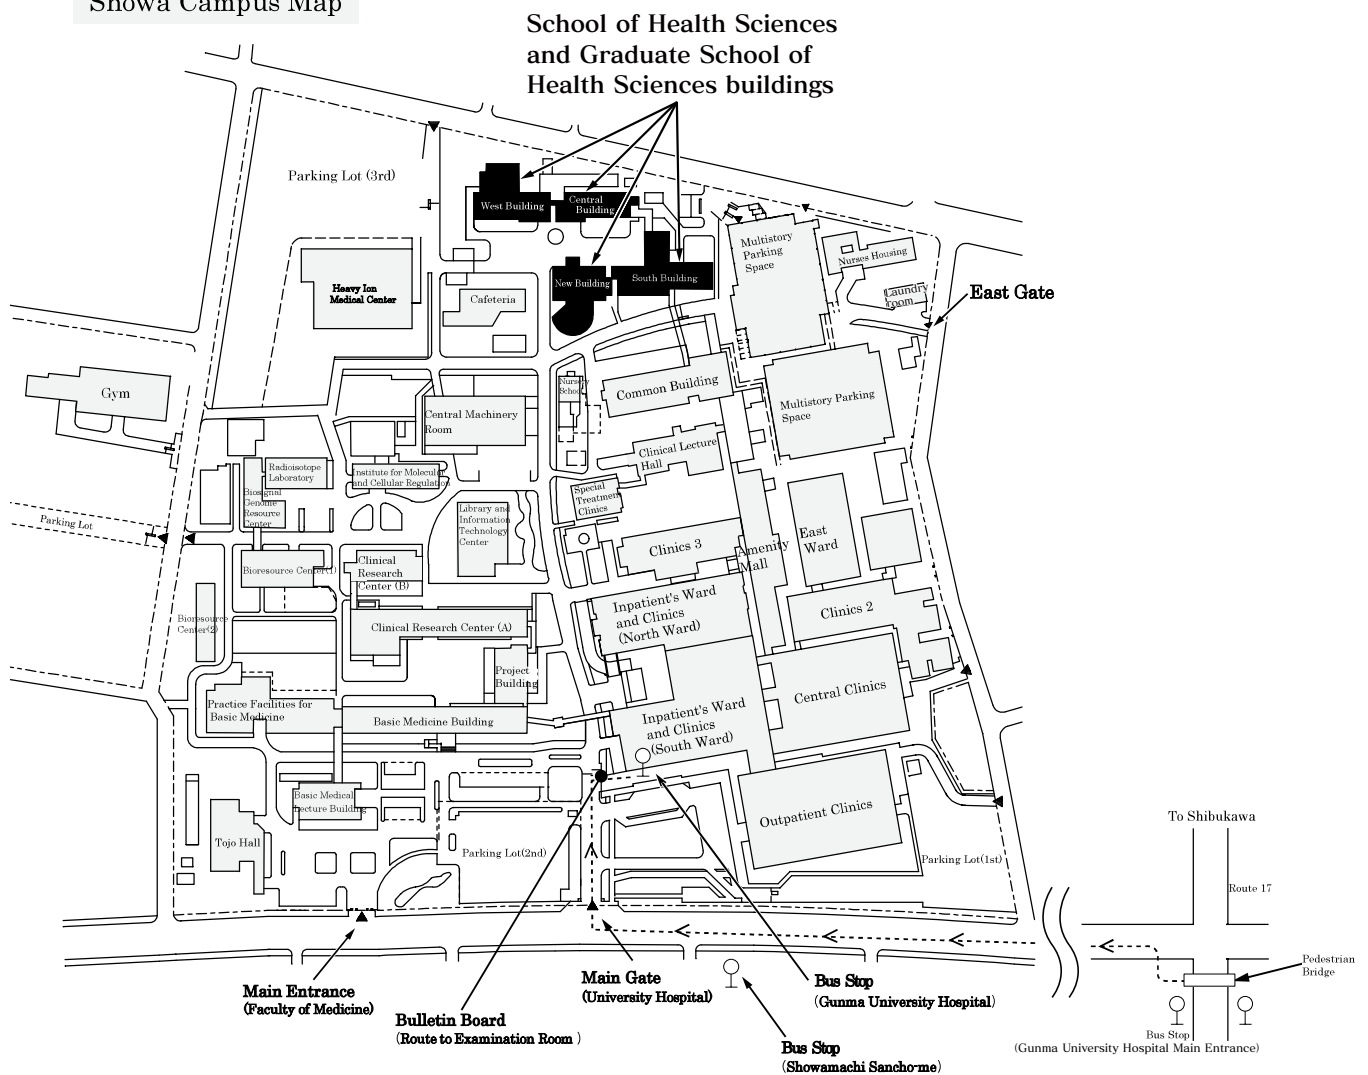 Showa Campus Map
School of Health Sciences
and Graduate School of
Health Sciences buildings
Parking Lot (3rd)
West Building
Central
Building
Multistory
Parking
Space
Nurses Housing
Heavy Ion
Medical Center
Cafeteria
New Building
South Building
Laundry
room
East Gate
Gym
Nursery
School
Common Building
Multistory Parking
Space
Central Machinery
Room
Clinical Lecture
Hall
Radioisotope
Laboratory
Institute for Molecular
and Cellular Regulation
Biosignal
Genome
Resource
Center
Special
Treatment
Clinics
Library and
Information
Technology
Center
Parking Lot
Clinics 3
Amenity
Mall
East
Ward
Bioresource Center(1)
Clinical
Research
Center (B)
Bioresource
Center(2)
Clinical Research Center (A)
Inpatient's Ward
and Clinics
(North Ward)
Clinics 2
Project
Building
Central Clinics
Practice Facilities for
Basic Medicine
Basic Medicine Building
Inpatient's Ward
and Clinics
(South Ward)
Basic Medical
Lecture Building
Outpatient Clinics
Tojo Hall
Parking Lot(2nd)
Parking Lot(1st)
To Shibukawa
Route 17
Pedestrian
Bridge
Main Entrance
(Faculty of Medicine)
Bulletin Board
(Route to Examination Room )
Main Gate
(University Hospital)
Bus Stop
(Gunma University Hospital)
Bus Stop
(Showamachi Sancho-me)
Bus Stop
(Gunma University Hospital Main Entrance)